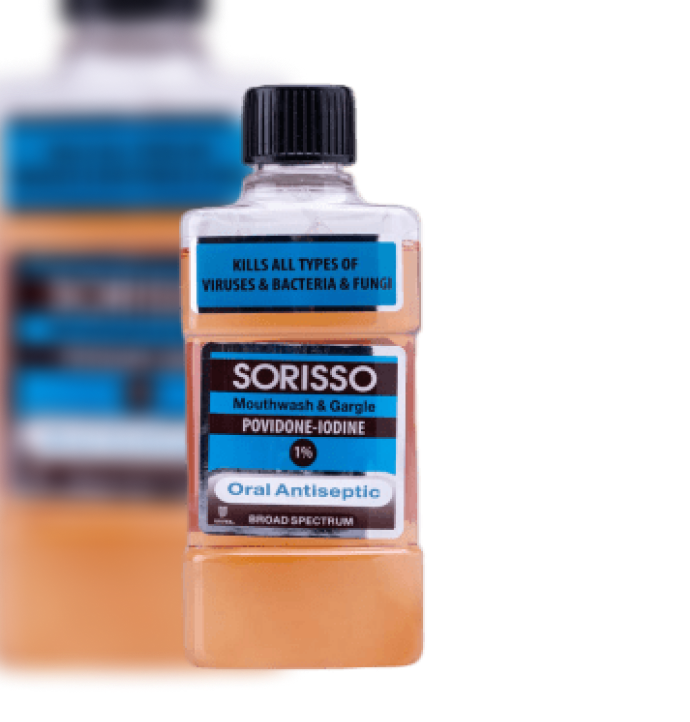 KILLS ALL TYPES OF
VIRUSES & BACTERIA & FUNGI
SORISSO
Mouthwash & Gargle
POVIDONE-IODINE
1%
Oral Antiseptic
BROAD SPECTRUM